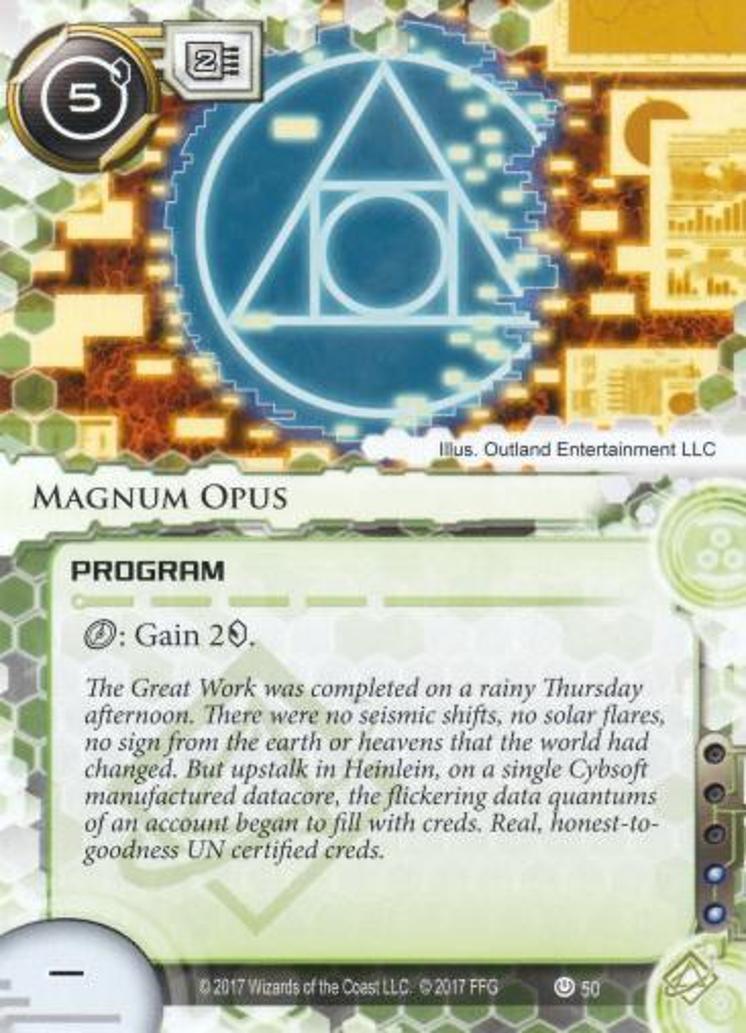 5
2
Illus. Outland Entertainment LLC
MAGNUM OPUS
PROGRAM
: Gain 2.
The Great Work was completed on a rainy Thursday
afternoon. There were no seismic shifts, no solar flares,
no sign from the earth or heavens that the world had
changed. But upstalk in Heinlein, on a single Cybsoft
manufactured datacore, the flickering data quantums
of an account began to fill with creds. Real, honest-to-
goodness UN certified creds.
–
© 2017 Wizards of the Coast LLC. © 2017 FFG 50